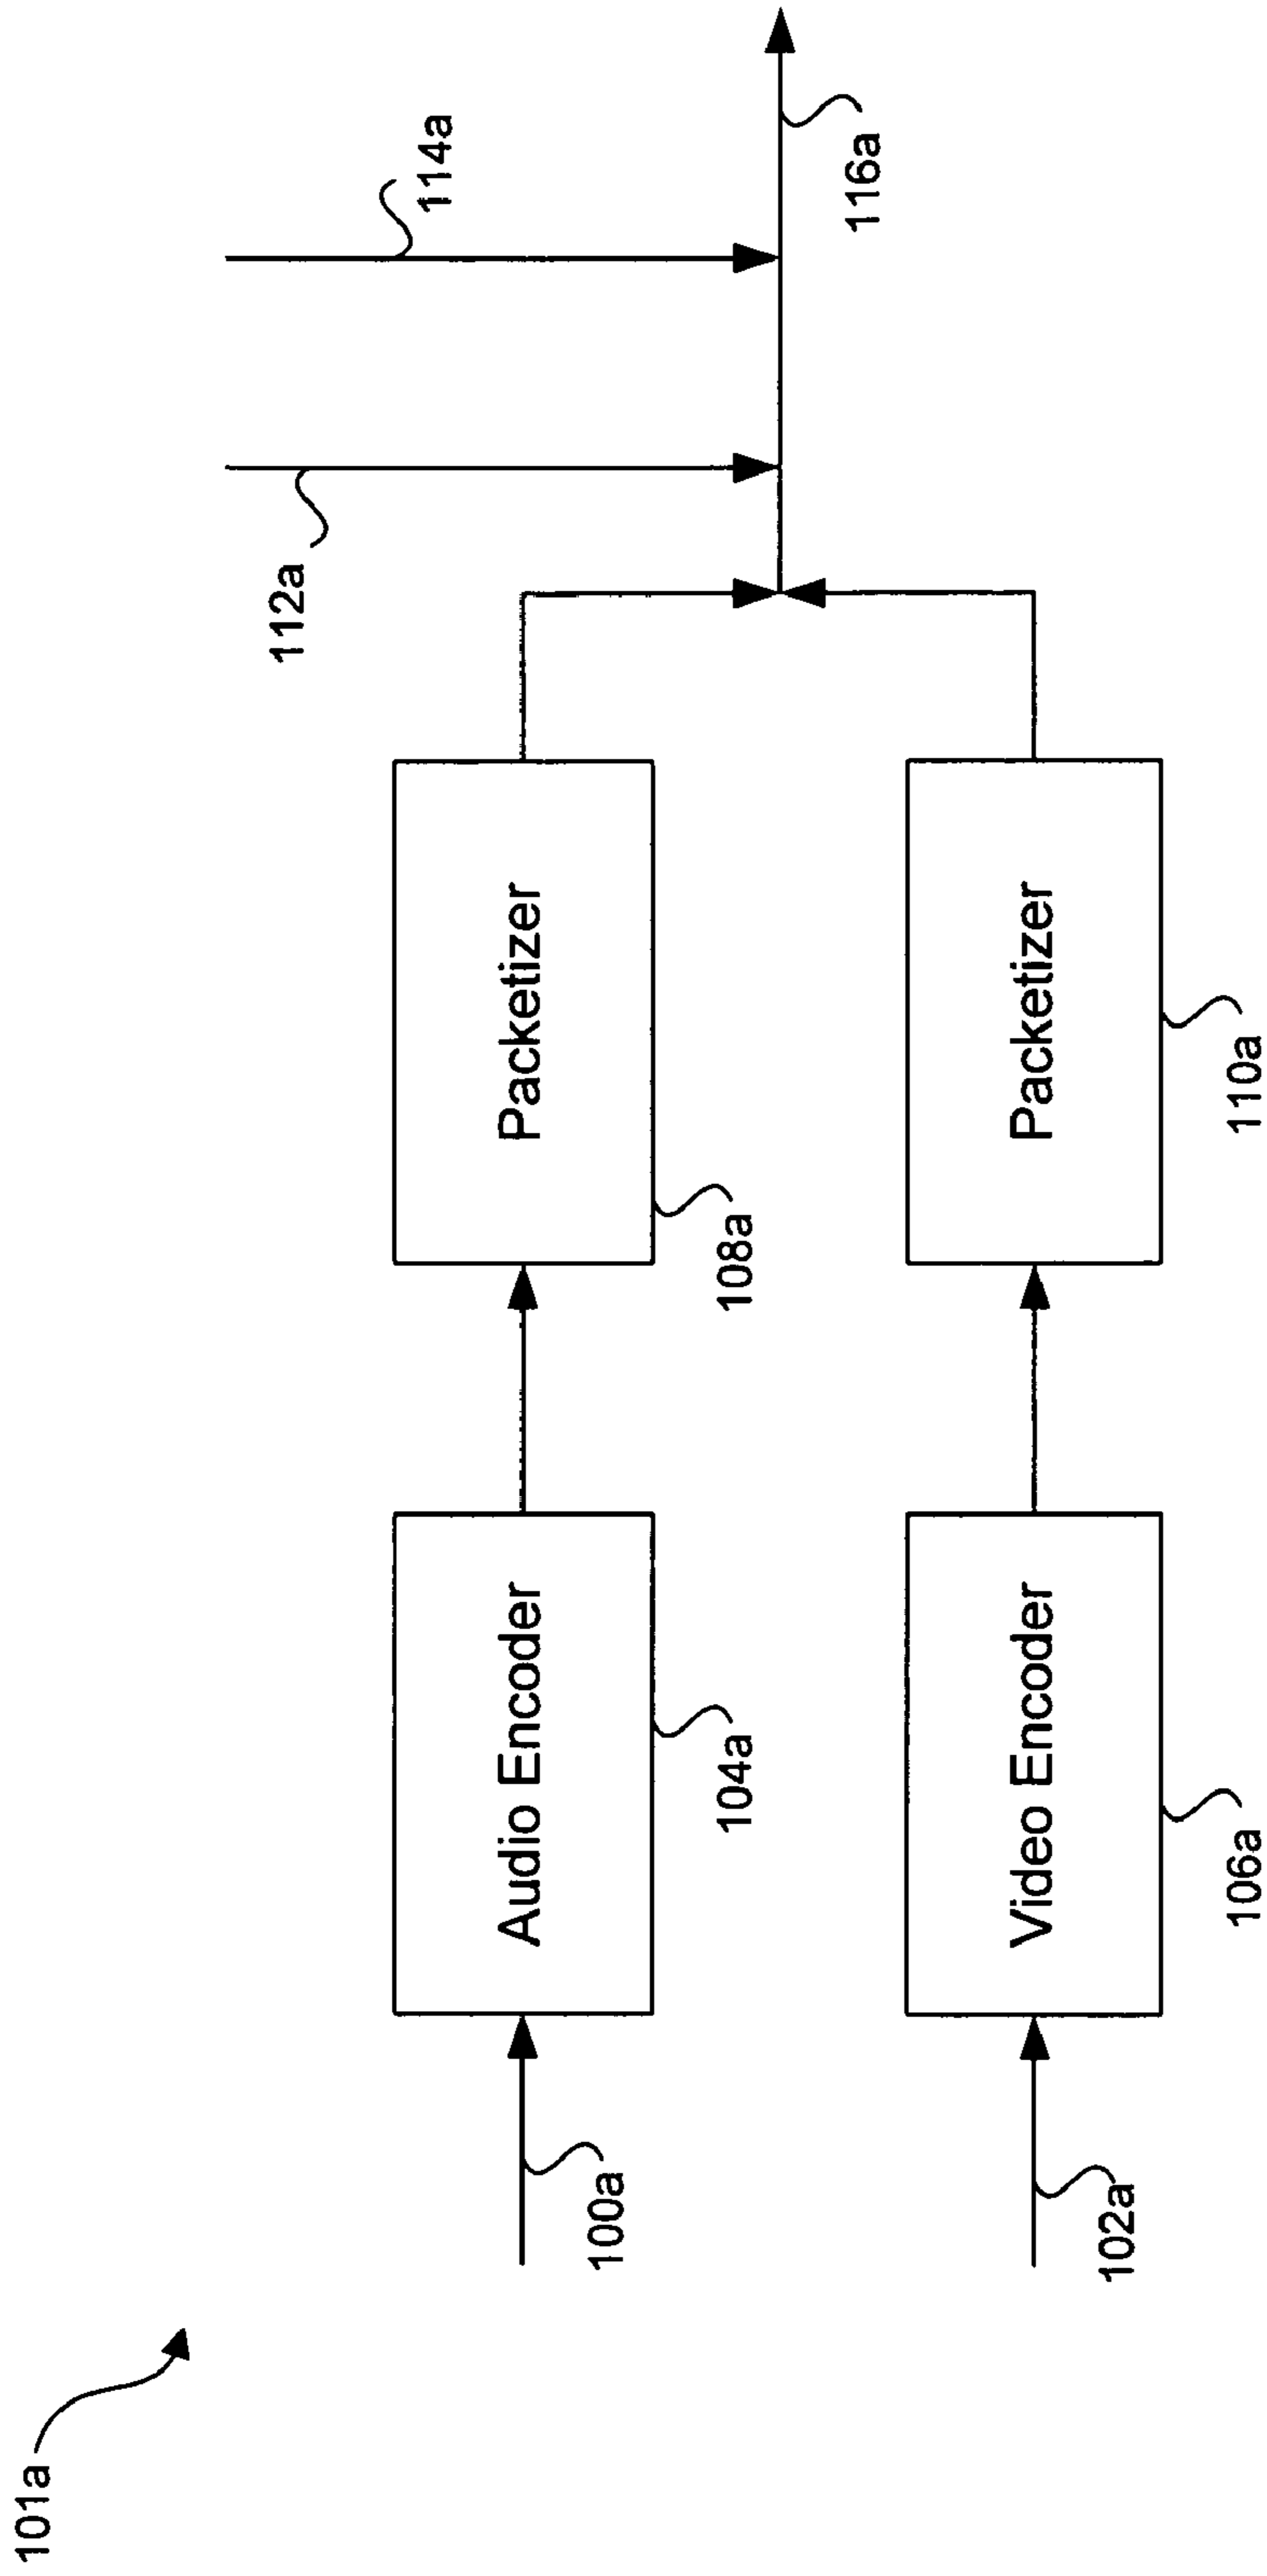 101a
112a
114a
116a
100a
Audio Encoder
104a
Packetizer
108a
102a
Video Encoder
106a
Packetizer
110a